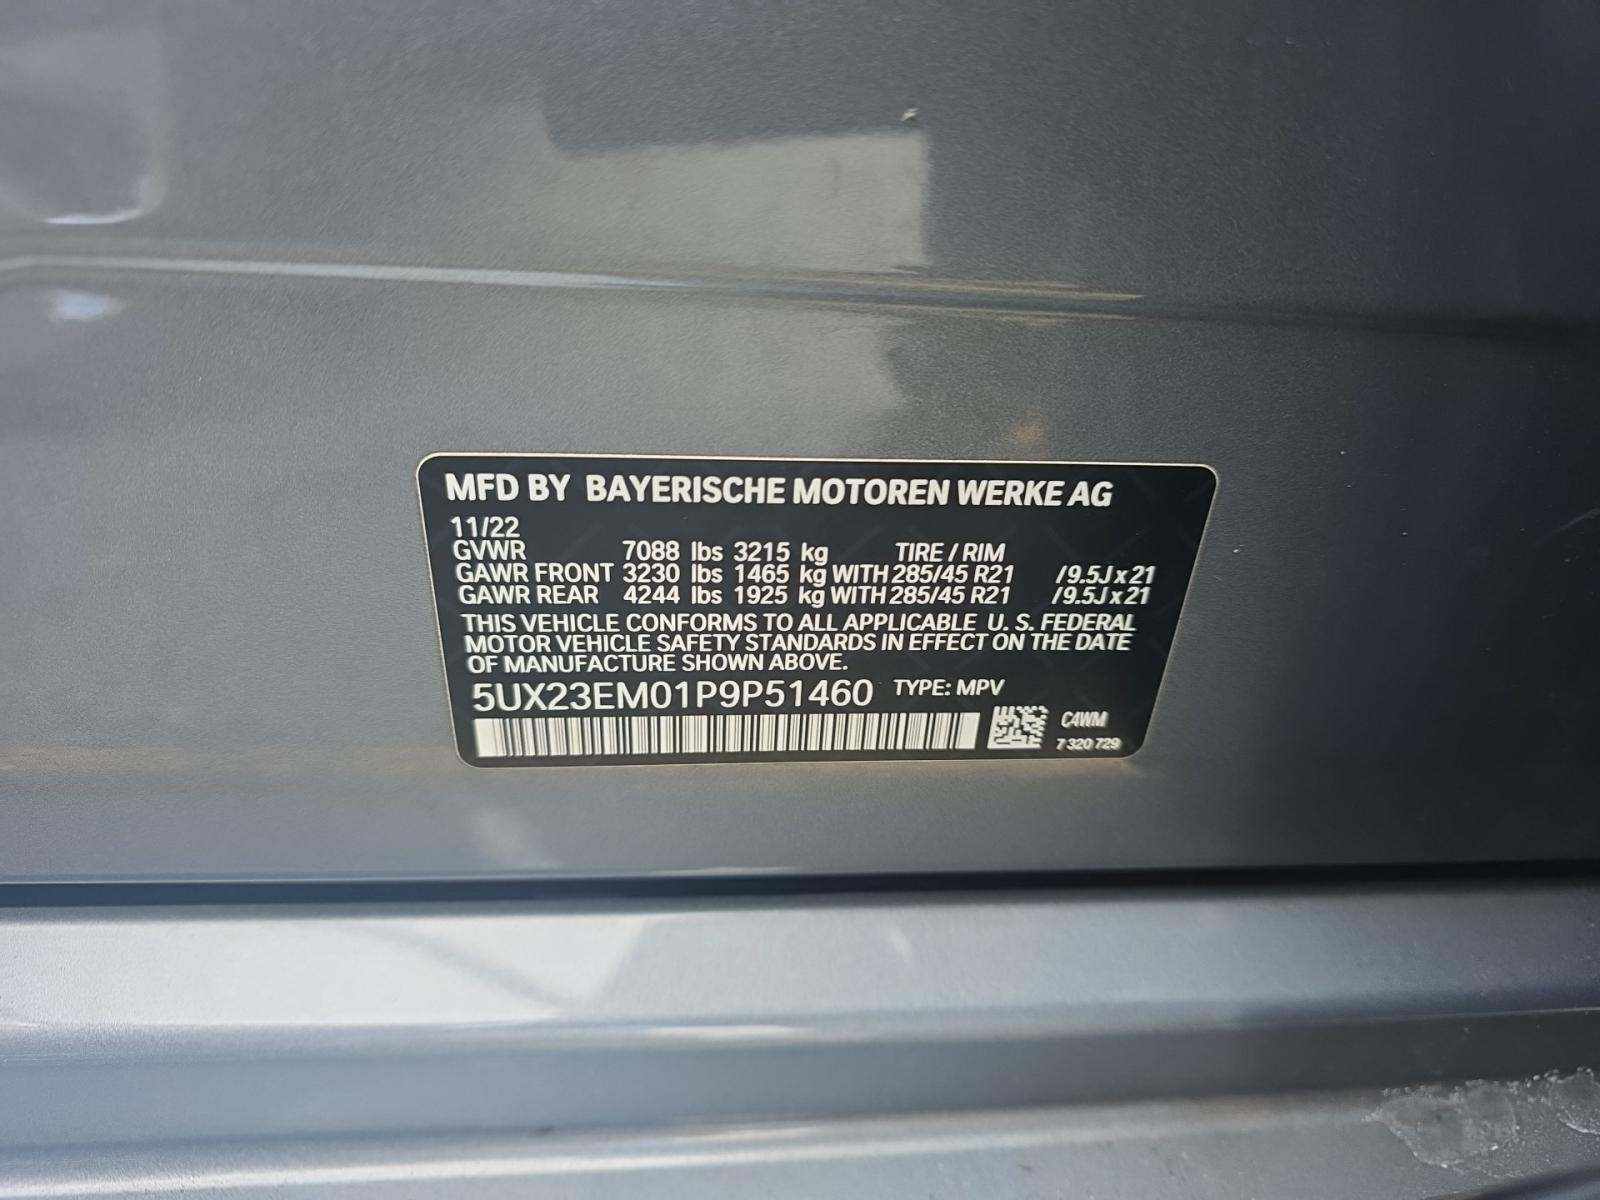 MFD BY BAYERISCHE MOTOREN WERKE AG
11/22
GVWR 7088 lbs 3215 kg TIRE / RIM
GAWR FRONT 3230 lbs 1465 kg WITH 285/45 R21 /9.5J x 21
GAWR REAR 4244 lbs 1925 kg WITH 285/45 R21 /9.5J x 21
THIS VEHICLE CONFORMS TO ALL APPLICABLE U. S. FEDERAL
MOTOR VEHICLE SAFETY STANDARDS IN EFFECT ON THE DATE
OF MANUFACTURE SHOWN ABOVE.
5UX23EM01P9P51460 TYPE: MPV
C4WM
7 320 729